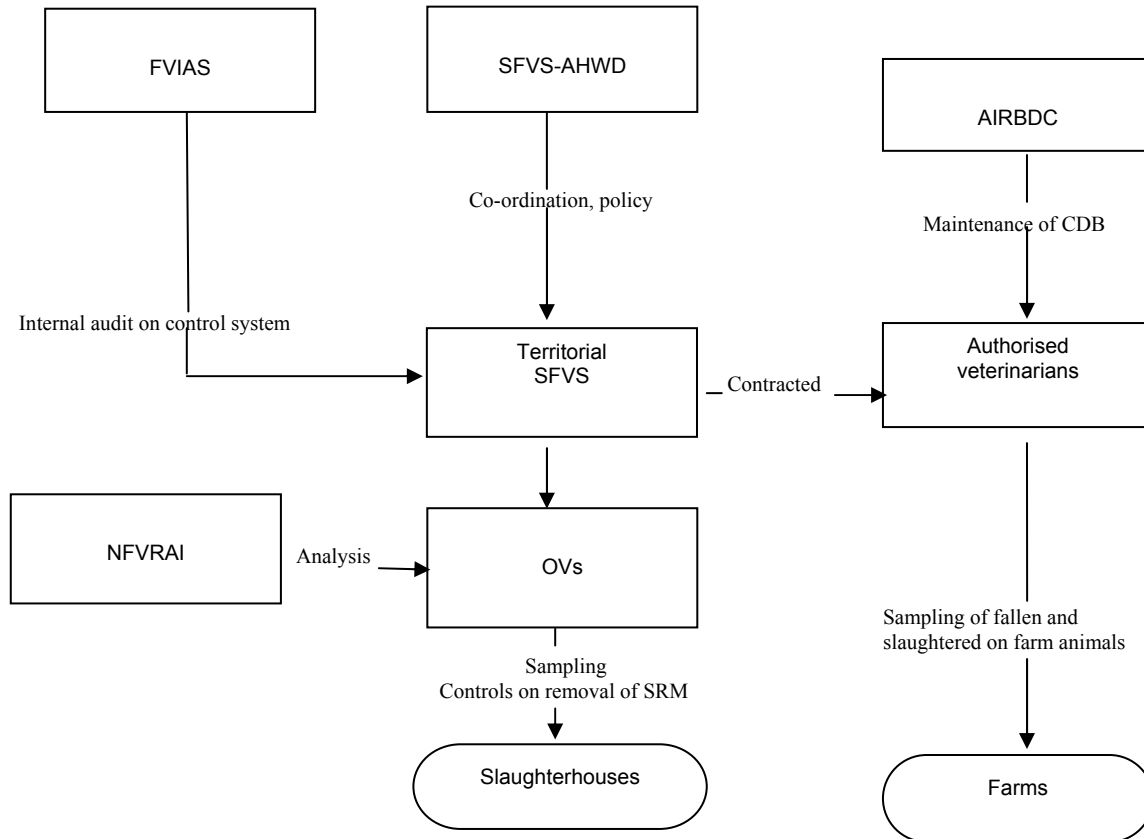 FVIAS
SFVS-AHWD
AIRBDC
Co-ordination, policy
Maintenance of CDB
Internal audit on control system
Territorial
SFVS
Contracted
Authorised
veterinarians
NFVRAI
Analysis
OVs
Sampling of fallen and
slaughtered on farm animals
Sampling
Controls on removal of SRM
Slaughterhouses
Farms